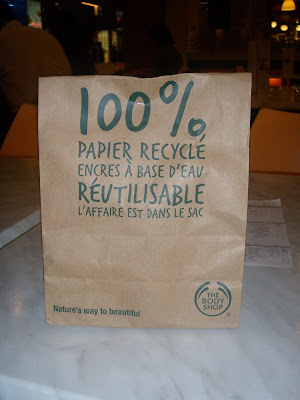 100%
PAPIER RECYCLÉ
ENCRES À BASE D'EAU
RÉUTILISABLE
L'AFFAIRE EST DANS LE SAC
Nature's way to beautiful
THE
BODY
SHOP
®